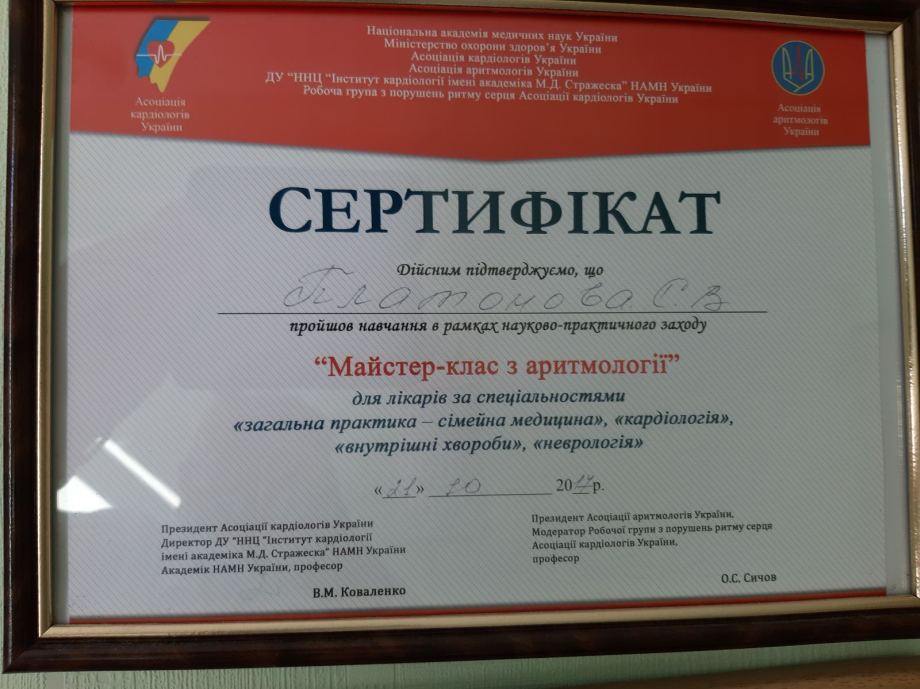 Національна академія медичних наук України
Міністерство охорони здоров'я України
Асоціація кардіологів України
Асоціація аритмологів України
ДУ "ННЦ "Інститут кардіології імені академіка М.Д. Стражеска" НАМН України
Робоча група з порушень ритму серця Асоціації кардіологів України
Асоціація
кардіологів
України
Асоціація
аритмологів
України
СЕРТИФІКАТ
Дійсним підтверджуємо, що
Платонова С.В
пройшов навчання в рамках науково-практичного заходу
“Майстер-клас з аритмології”
для лікарів за спеціальностями
«загальна практика – сімейна медицина», «кардіологія»,
«внутрішні хвороби», «неврологія»
«21» 10 2017р.
Президент Асоціації кардіологів України
Директор ДУ "ННЦ "Інститут кардіології
імені академіка М.Д. Стражеска" НАМН України
Академік НАМН України, професор
В.М. Коваленко
Президент Асоціації аритмологів України,
Модератор Робочої групи з порушень ритму серця
Асоціації кардіологів України,
професор
О.С. Сичов